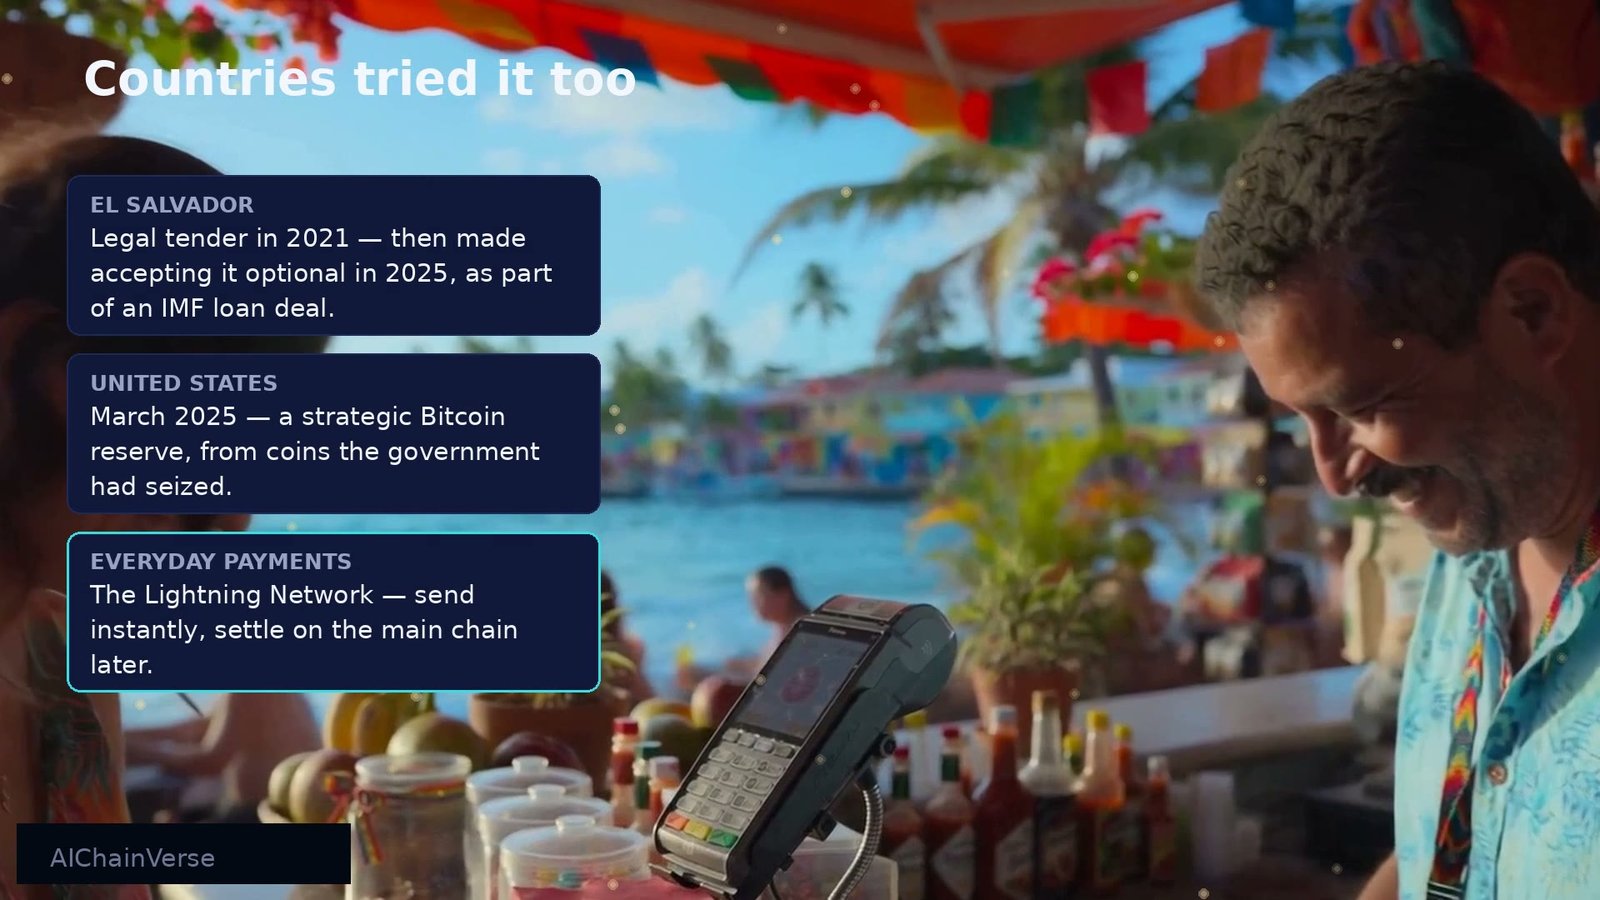 Countries tried it too
EL SALVADOR
Legal tender in 2021 — then made
accepting it optional in 2025, as part
of an IMF loan deal.
UNITED STATES
March 2025 — a strategic Bitcoin
reserve, from coins the government
had seized.
EVERYDAY PAYMENTS
The Lightning Network — send
instantly, settle on the main chain
later.
AIChainVerse